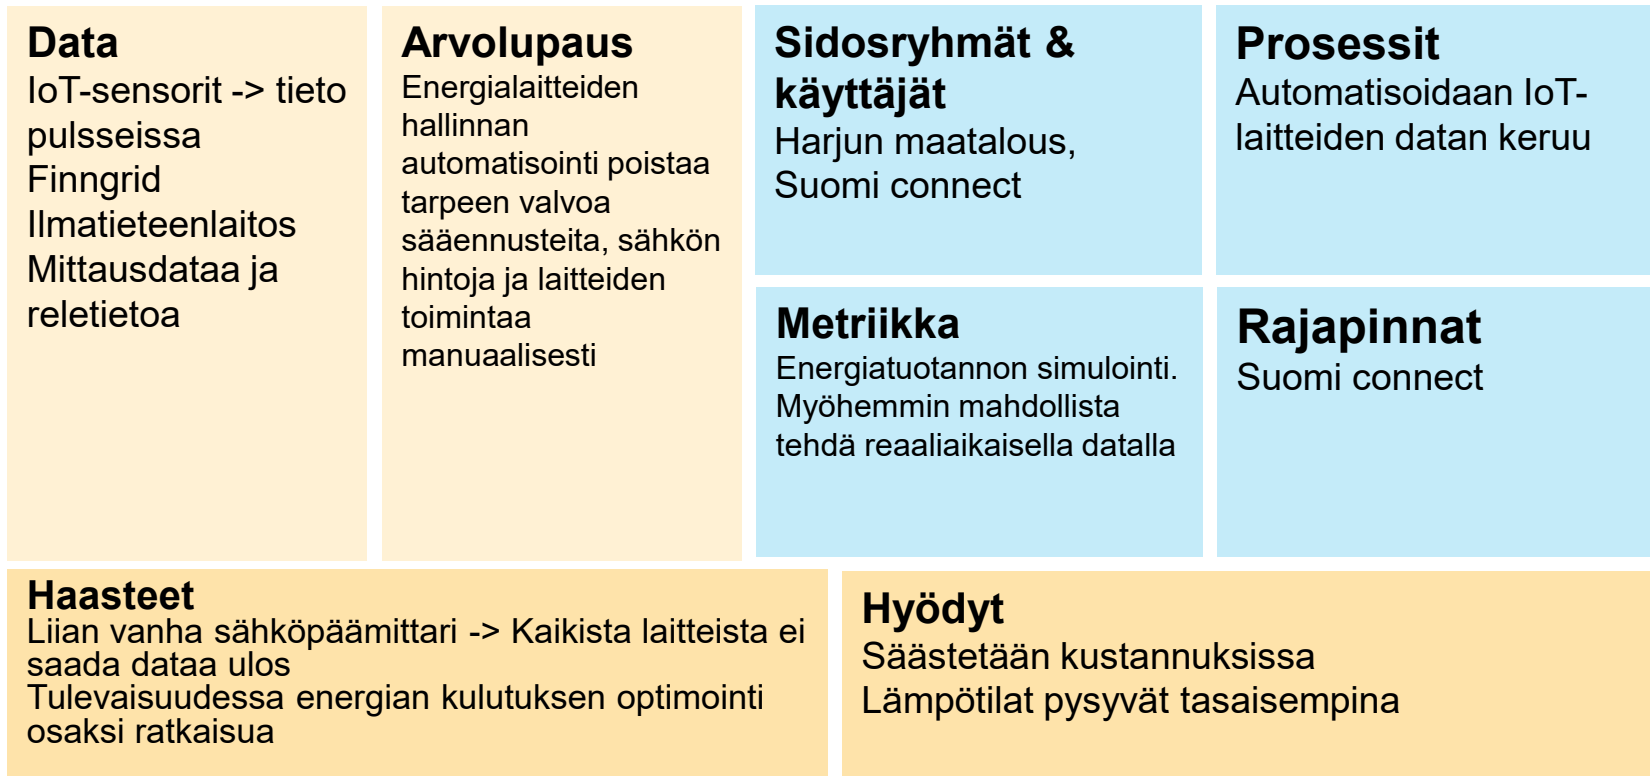 Data
IoT-sensorit -> tieto
pulsseissa
Finngrid
Ilmatieteenlaitos
Mittausdataa ja
reletietoa
Arvolupaus
Energialaitteiden
hallinnan
automatisointi poistaa
tarpeen valvoa
sääennusteita, sähkön
hintoja ja laitteiden
toimintaa
manuaalisesti
Sidosryhmät &
käyttäjät
Harjun maatalous,
Suomi connect
Prosessit
Automatisoidaan IoT-
laitteiden datan keruu
Metriikka
Energiatuotannon simulointi.
Myöhemmin mahdollista
tehdä reaaliaikaisella datalla
Rajapinnat
Suomi connect
Haasteet
Liian vanha sähköpäämittari -> Kaikista laitteista ei
saada dataa ulos
Tulevaisuudessa energian kulutuksen optimointi
osaksi ratkaisua
Hyödyt
Säästetään kustannuksissa
Lämpötilat pysyvät tasaisempina